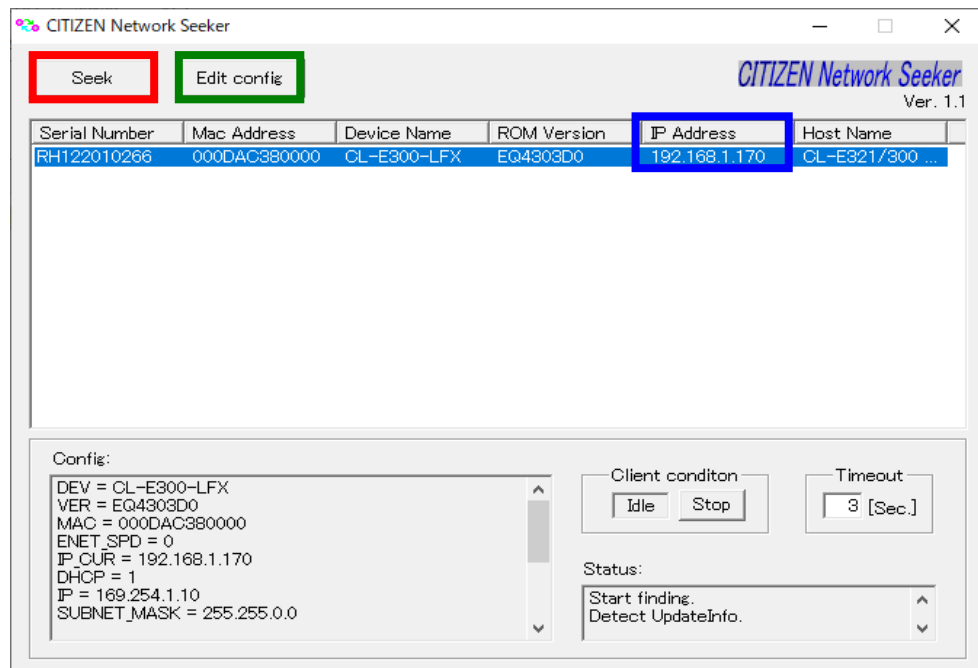 CITIZEN Network Seeker
Seek Edit config CITIZEN Network Seeker
Ver. 1.1
Serial Number Mac Address Device Name ROM Version IP Address Host Name
RH122010266 000DAC380000 CL-E300-LFX EQ4303D0 192.168.1.170 CL-E321/300 ...
Config:
DEV = CL-E300-LFX
VER = EQ4303D0
MAC = 000DAC380000
ENET_SPD = 0
IP_CUR = 192.168.1.170
DHCP = 1
IP = 169.254.1.10
SUBNET_MASK = 255.255.0.0
Client conditon
Idle Stop
Timeout
3 [Sec.]
Status:
Start finding.
Detect UpdateInfo.